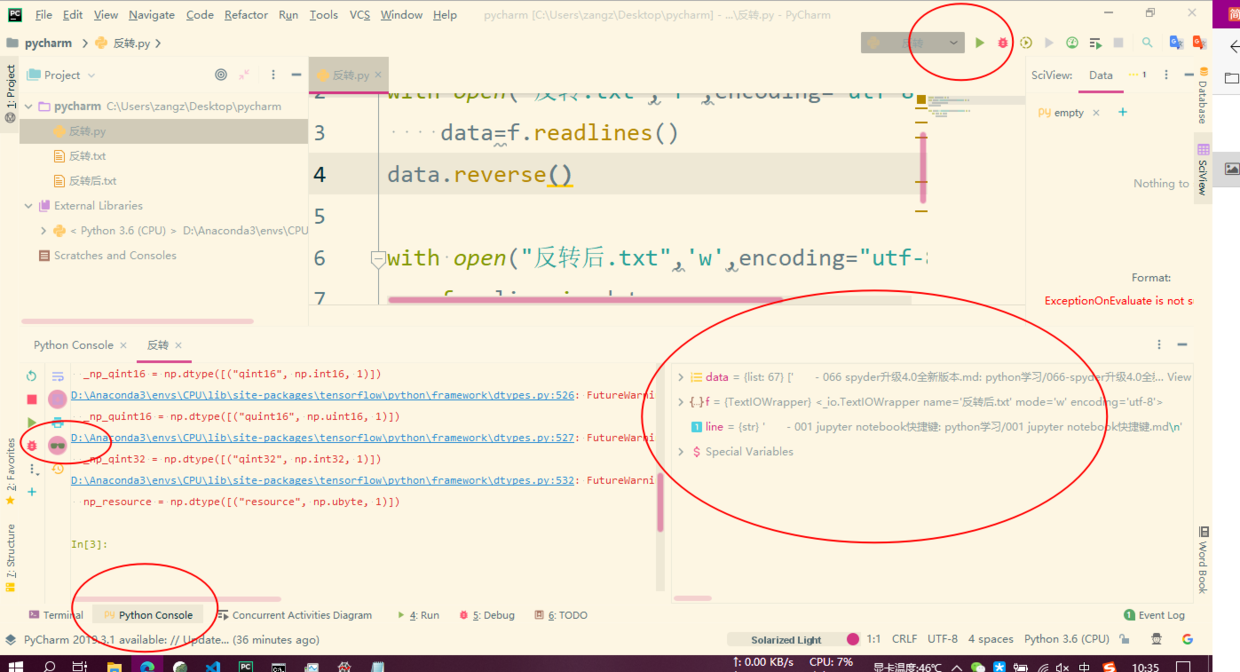 File Edit View Navigate Code Refactor Run Tools VCS Window Help pycharm [C:\Users\zangz\Desktop\pycharm] - ...\反转.py - PyCharm
pycharm 反转.py
1: Project
Project
反转.py
SciView: Data 1
pycharm C:\Users\zangz\Desktop\pycharm
反转.py
反转.txt
反转后.txt
External Libraries
< Python 3.6 (CPU) > D:\Anaconda3\envs\CPU
Scratches and Consoles
2 with open("反转.txt",'r',encoding="utf-8
3 data=f.readlines()
4 data.reverse()
5
6 with open("反转后.txt",'w',encoding="utf-8
7
empty
Nothing to
Format:
ExceptionOnEvaluate is not s
Database
SciView
Word Book
Python Console 反转
_np_qint16 = np.dtype([("qint16", np.int16, 1)])
D:\Anaconda3\envs\CPU\lib\site-packages\tensorflow\python\framework\dtypes.py:526: FutureWarni
_np_quint16 = np.dtype([("quint16", np.uint16, 1)])
D:\Anaconda3\envs\CPU\lib\site-packages\tensorflow\python\framework\dtypes.py:527: FutureWarni
_np_qint32 = np.dtype([("qint32", np.int32, 1)])
D:\Anaconda3\envs\CPU\lib\site-packages\tensorflow\python\framework\dtypes.py:532: FutureWarni
np_resource = np.dtype([("resource", np.ubyte, 1)])
In[3]:
data = {list: 67} [' - 066 spyder升级4.0全新版本.md: python学习/066-spyder升级4.0全... View
f = {TextIOWrapper} <_io.TextIOWrapper name='反转后.txt' mode='w' encoding='utf-8'>
line = {str} ' - 001 jupyter notebook快捷键: python学习/001 jupyter notebook快捷键.md\n'
Special Variables
2: Favorites
7: Structure
Terminal Python Console Concurrent Activities Diagram 4: Run 5: Debug 6: TODO 1 Event Log
PyCharm 2019.3.1 available: // Update... (36 minutes ago) Solarized Light 1:1 CRLF UTF-8 4 spaces Python 3.6 (CPU)
↑: 0.00 KB/s CPU: 7% 显卡温度:46℃ 中 10:35